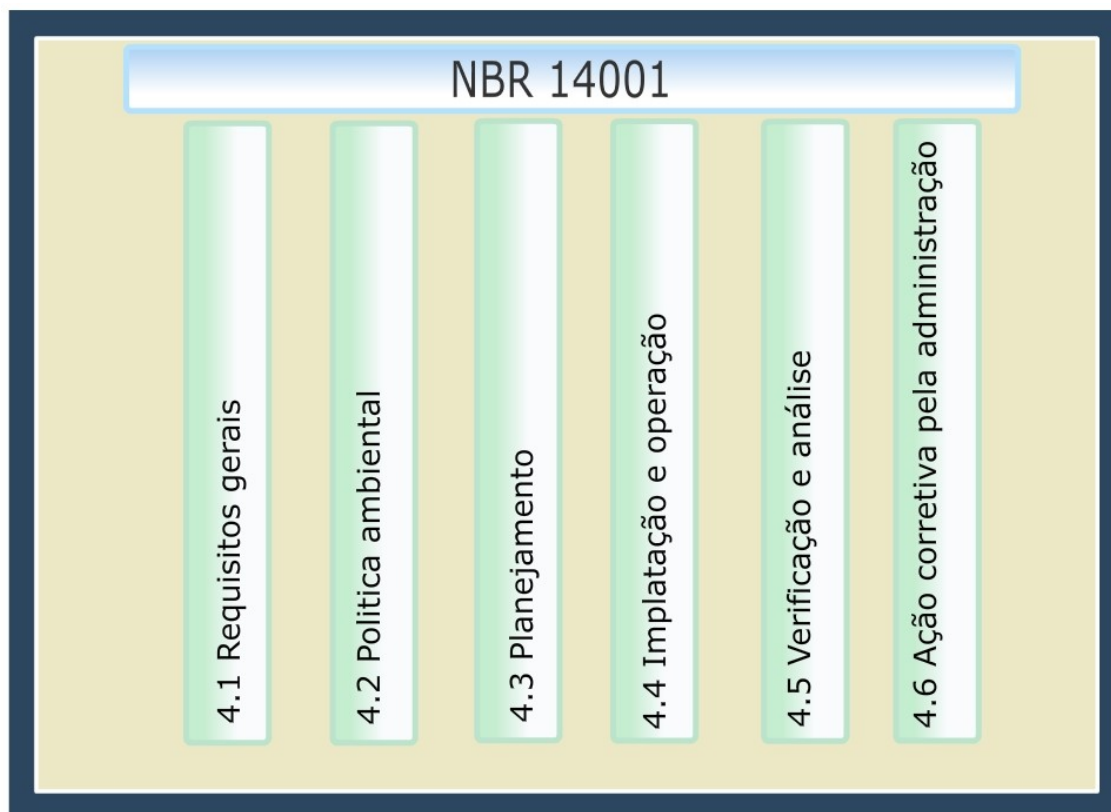 NBR 14001
4.1 Requisitos gerais
4.2 Politica ambiental
4.3 Planejamento
4.4 Implatação e operação
4.5 Verificação e análise
4.6 Ação corretiva pela administração